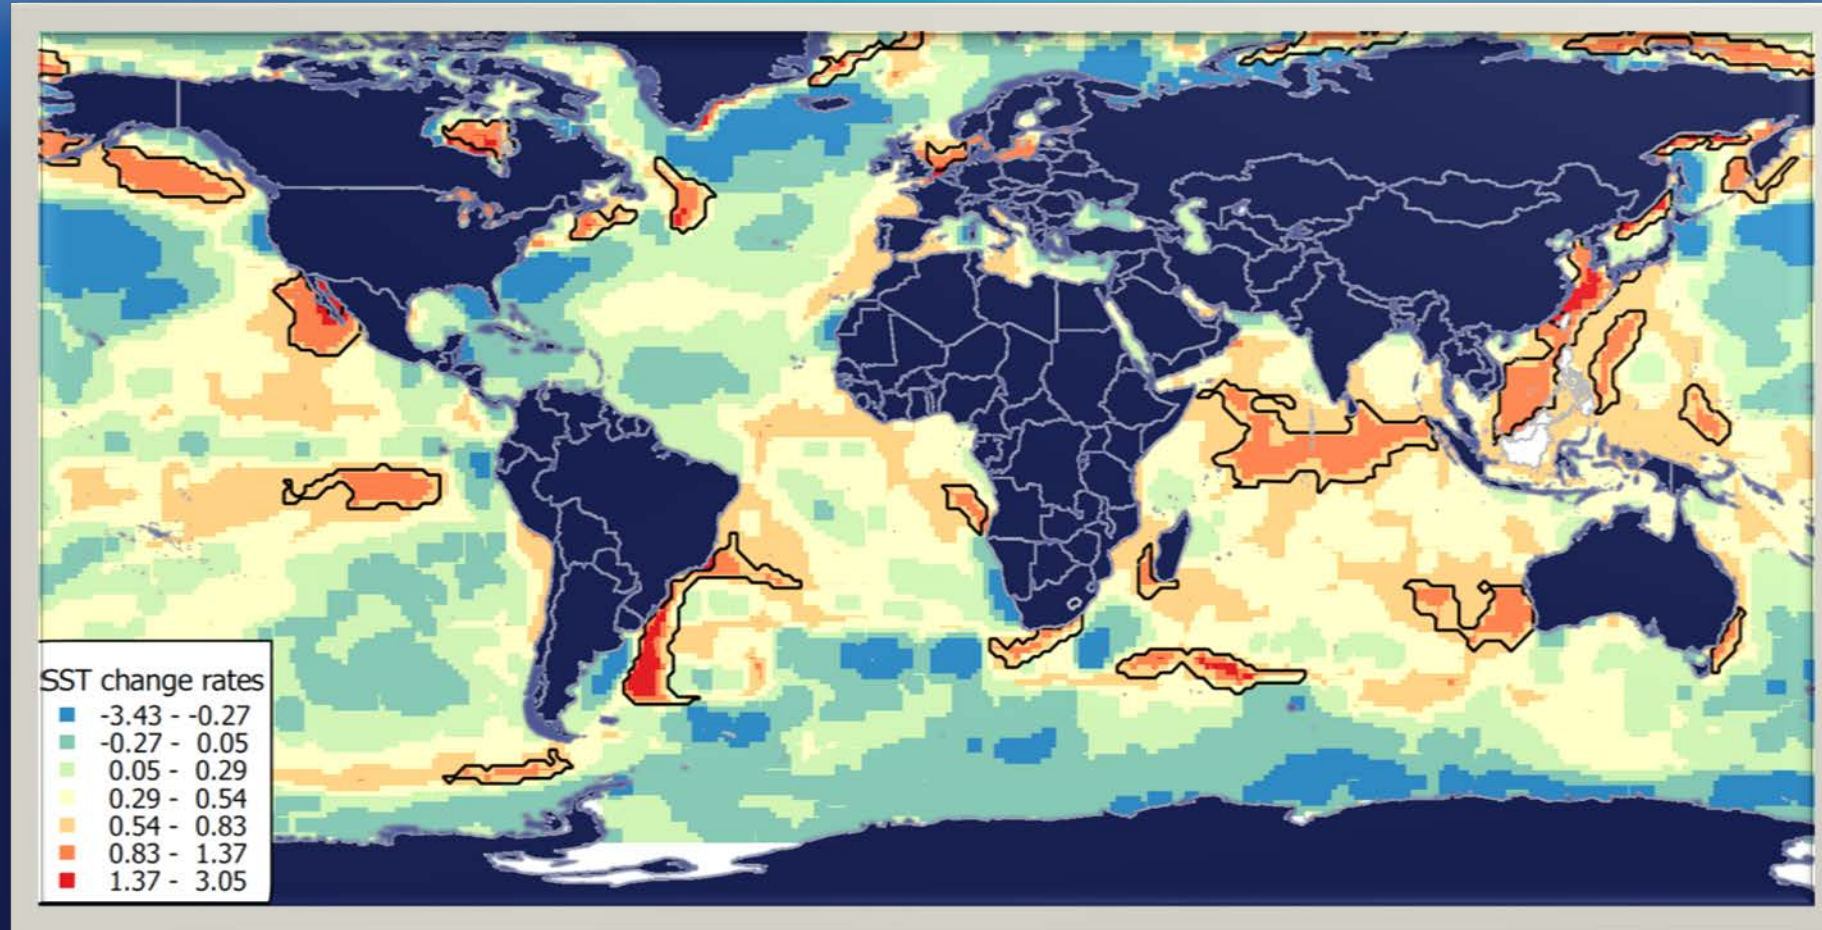 SST change rates
-3.43 - -0.27
-0.27 - 0.05
0.05 - 0.29
0.29 - 0.54
0.54 - 0.83
0.83 - 1.37
1.37 - 3.05